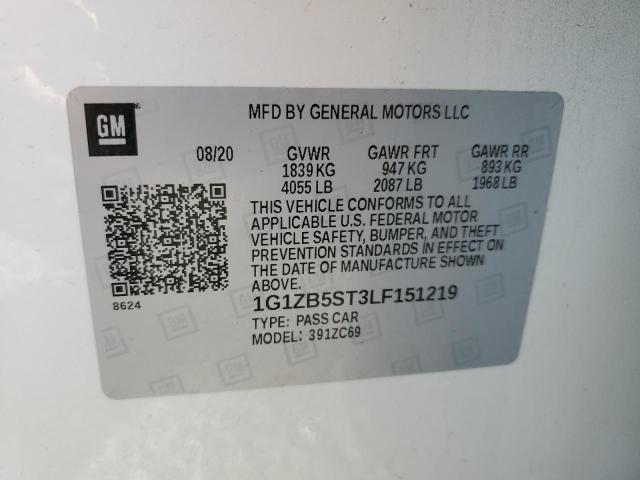 GM
MFD BY GENERAL MOTORS LLC
08/20 GVWR GAWR FRT GAWR RR
1839 KG 947 KG 893 KG
4055 LB 2087 LB 1968 LB
THIS VEHICLE CONFORMS TO ALL
APPLICABLE U.S. FEDERAL MOTOR
VEHICLE SAFETY, BUMPER, AND THEFT
PREVENTION STANDARDS IN EFFECT ON
THE DATE OF MANUFACTURE SHOWN
ABOVE.
8624
1G1ZB5ST3LF151219
TYPE: PASS CAR
MODEL: 391ZC69